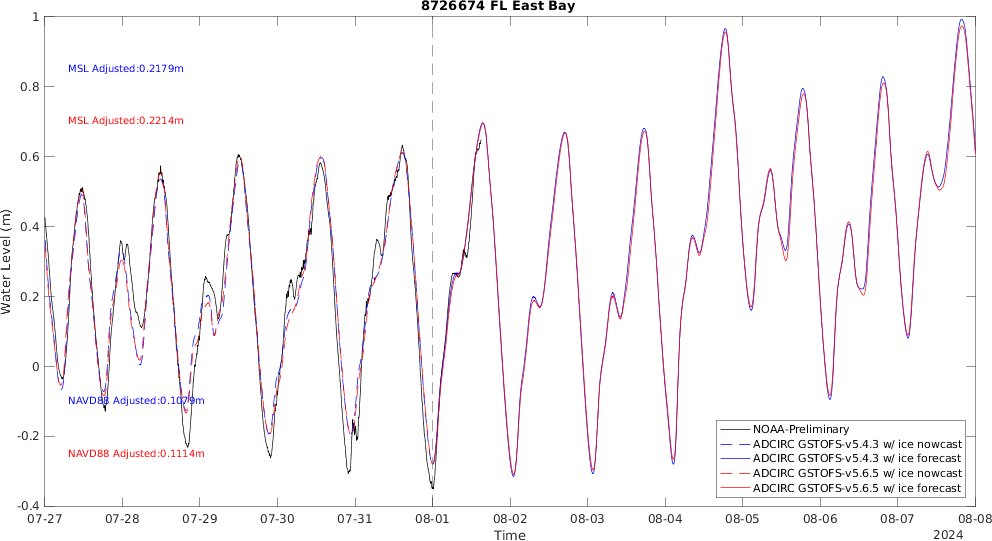 8726674 FL East Bay
1
0.8
0.6
0.4
0.2
0
-0.2
-0.4
Water Level (m)
MSL Adjusted:0.2179m
MSL Adjusted:0.2214m
NAVD88 Adjusted:0.1079m
NAVD88 Adjusted:0.1114m
NOAA-Preliminary
ADCIRC GSTOFS-v5.4.3 w/ ice nowcast
ADCIRC GSTOFS-v5.4.3 w/ ice forecast
ADCIRC GSTOFS-v5.6.5 w/ ice nowcast
ADCIRC GSTOFS-v5.6.5 w/ ice forecast
07-27 07-28 07-29 07-30 07-31 08-01 08-02 08-03 08-04 08-05 08-06 08-07 08-08
Time
2024